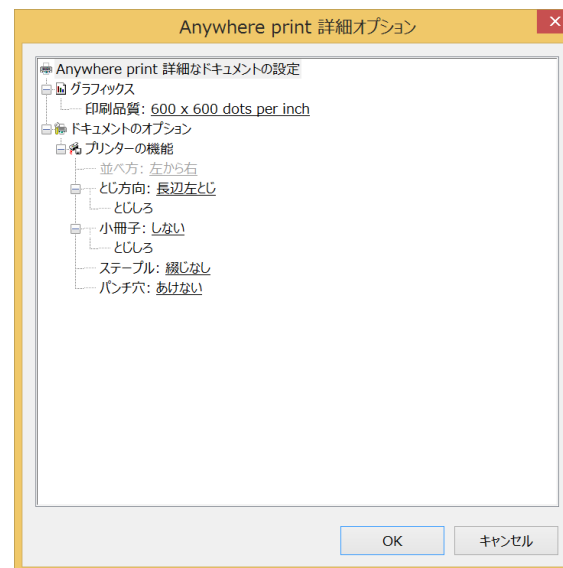 Anywhere print 詳細オプション
Anywhere print 詳細なドキュメントの設定
グラフィックス
印刷品質: 600 x 600 dots per inch
ドキュメントのオプション
プリンターの機能
並べ方: 左から右
とじ方向: 長辺左とじ
とじしろ
小冊子: しない
とじしろ
ステープル: 綴じなし
パンチ穴: あけない
OK キャンセル